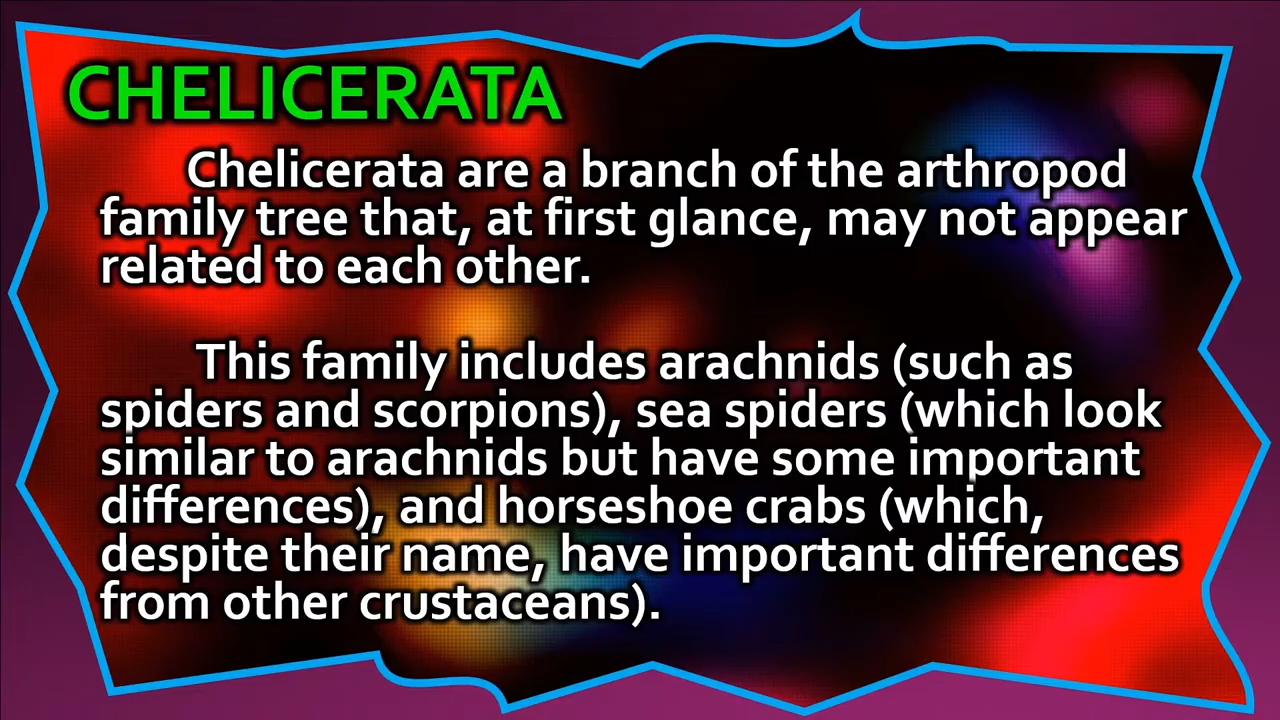 CHELICERATA
Chelicerata are a branch of the arthropod
family tree that, at first glance, may not appear
related to each other.
This family includes arachnids (such as
spiders and scorpions), sea spiders (which look
similar to arachnids but have some important
differences), and horseshoe crabs (which,
despite their name, have important differences
from other crustaceans).